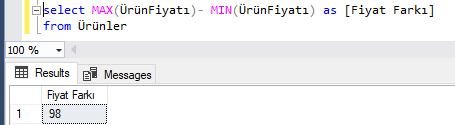 select MAX(ÜrünFiyatı)- MIN(ÜrünFiyatı) as [Fiyat Farkı]
from Ürünler
100 %
Results Messages
Fiyat Farkı
1 98